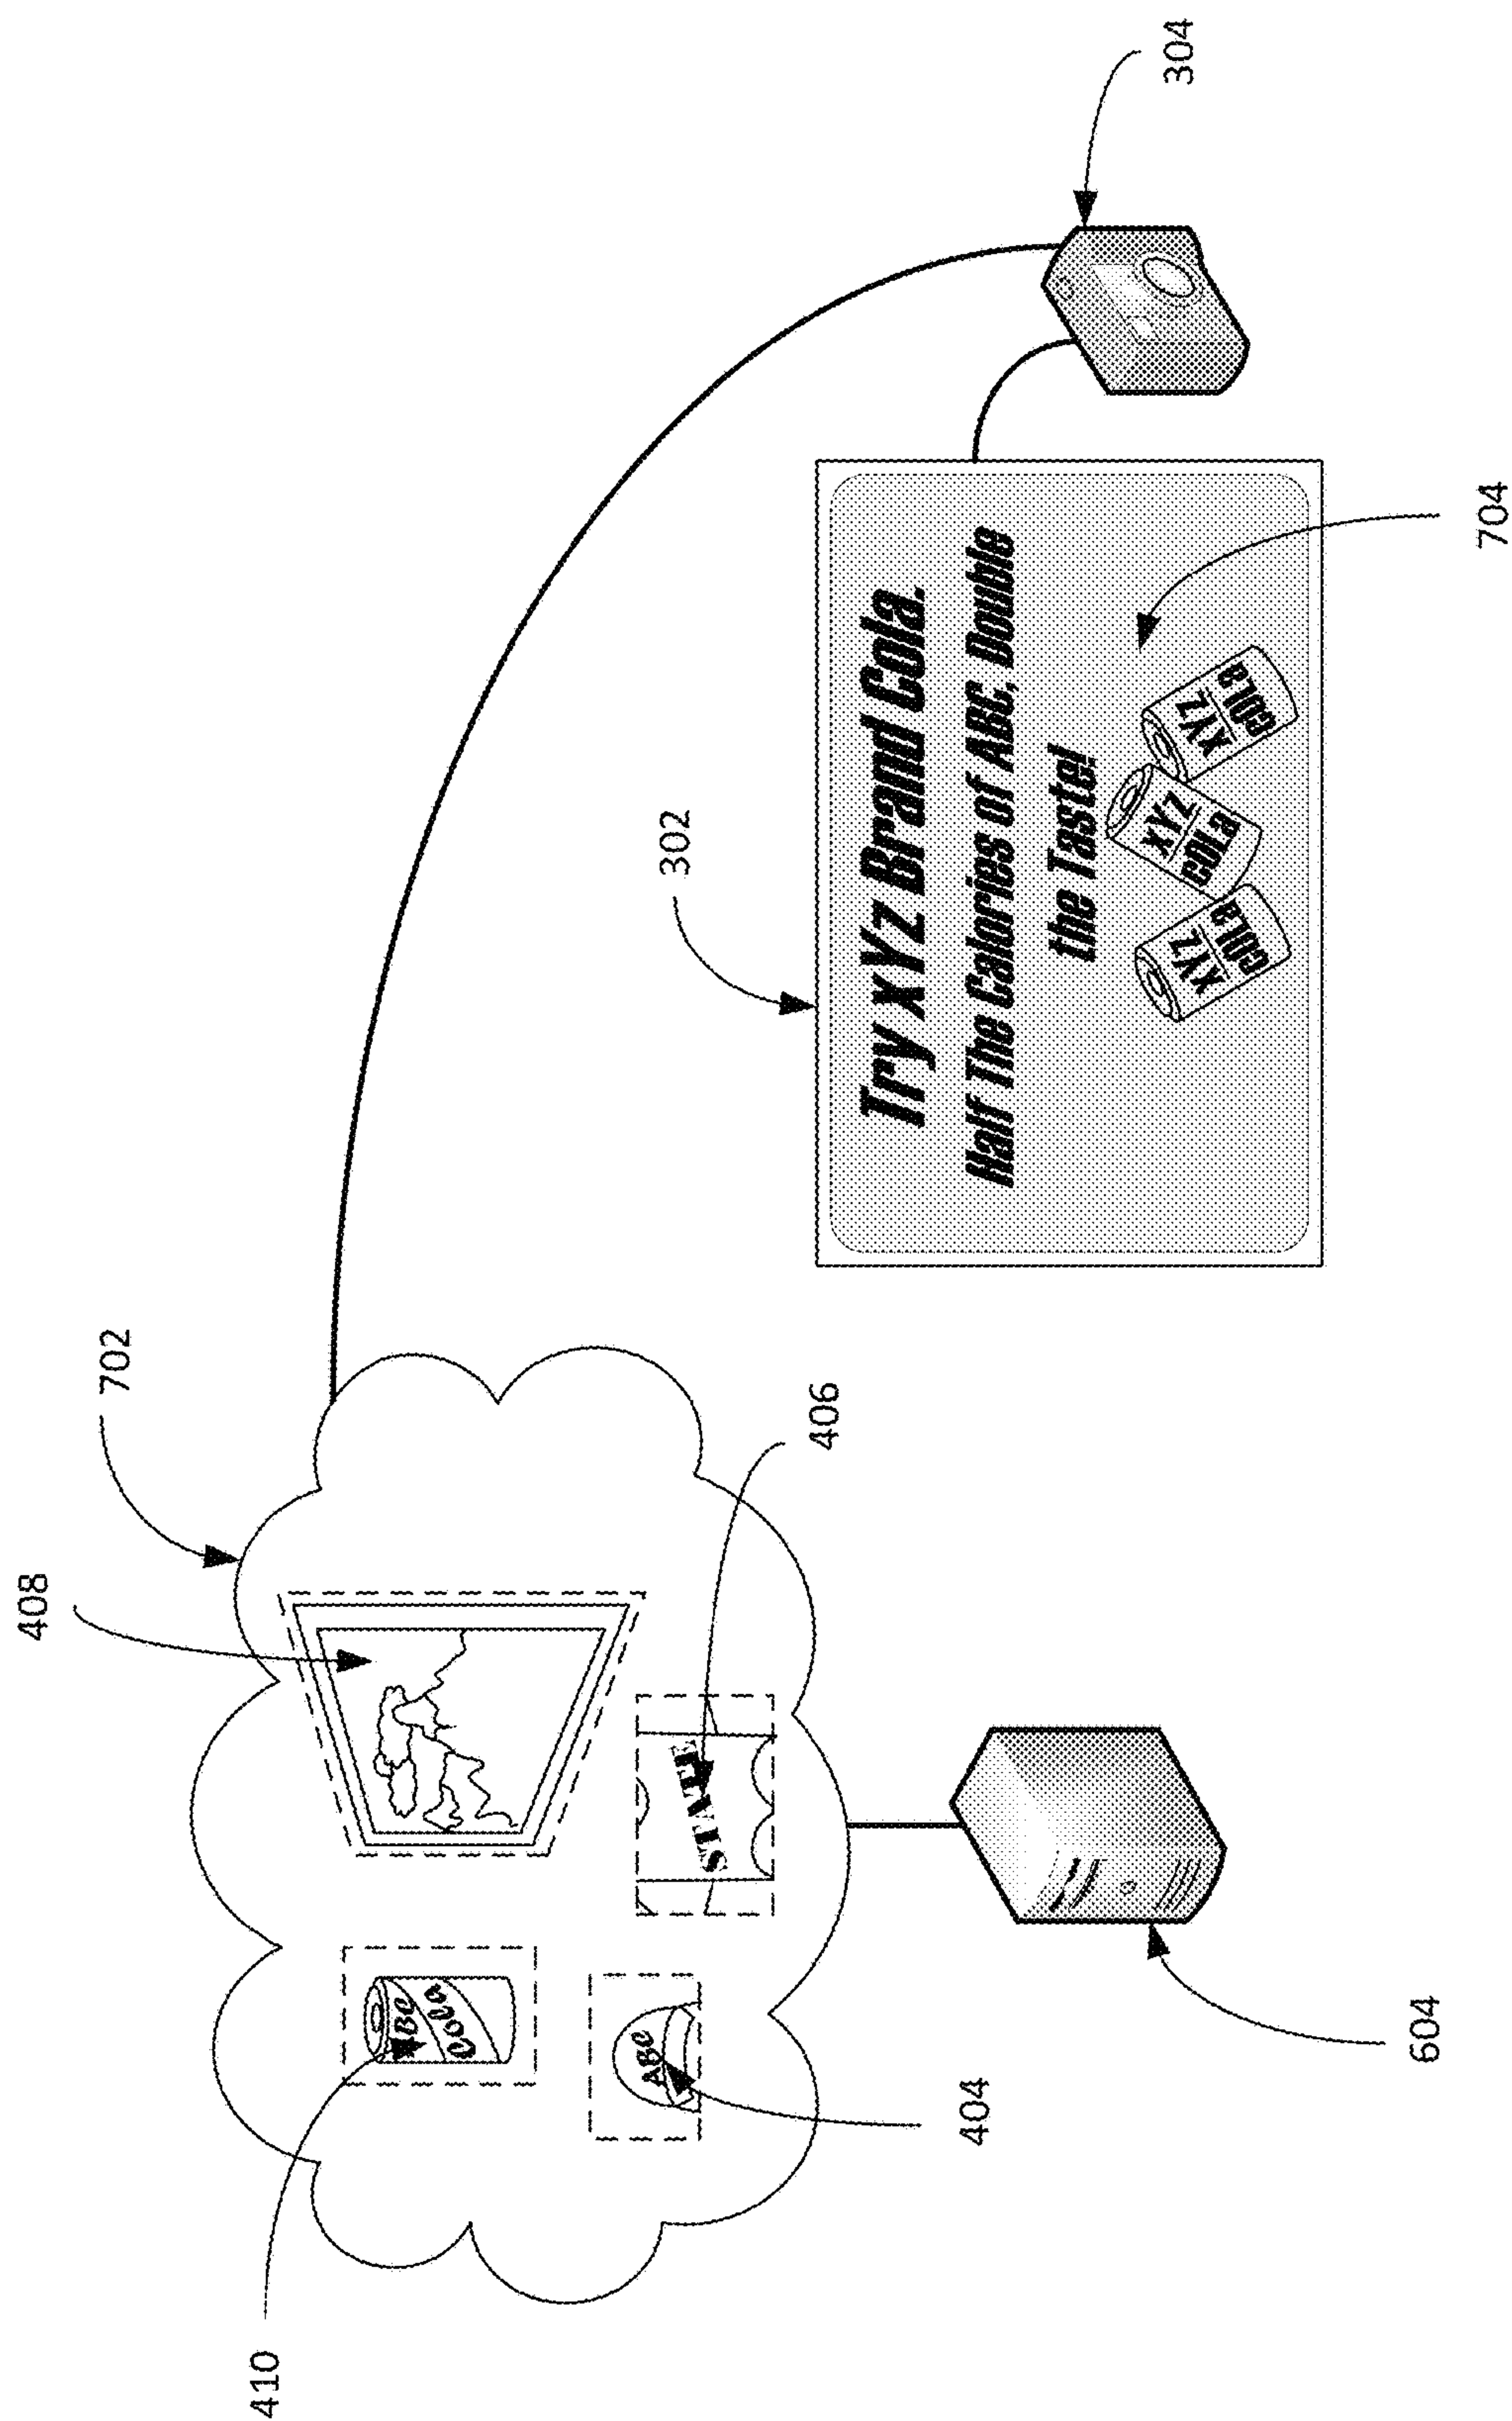 408
702
410
ABC
Cola
ABC
STATE
404
406
604
302
Try XYZ Brand Cola.
Half The Calories of ABC, Double
the Taste!
XYZ
COLa
XYZ
COLa
XYZ
COLa
704
304